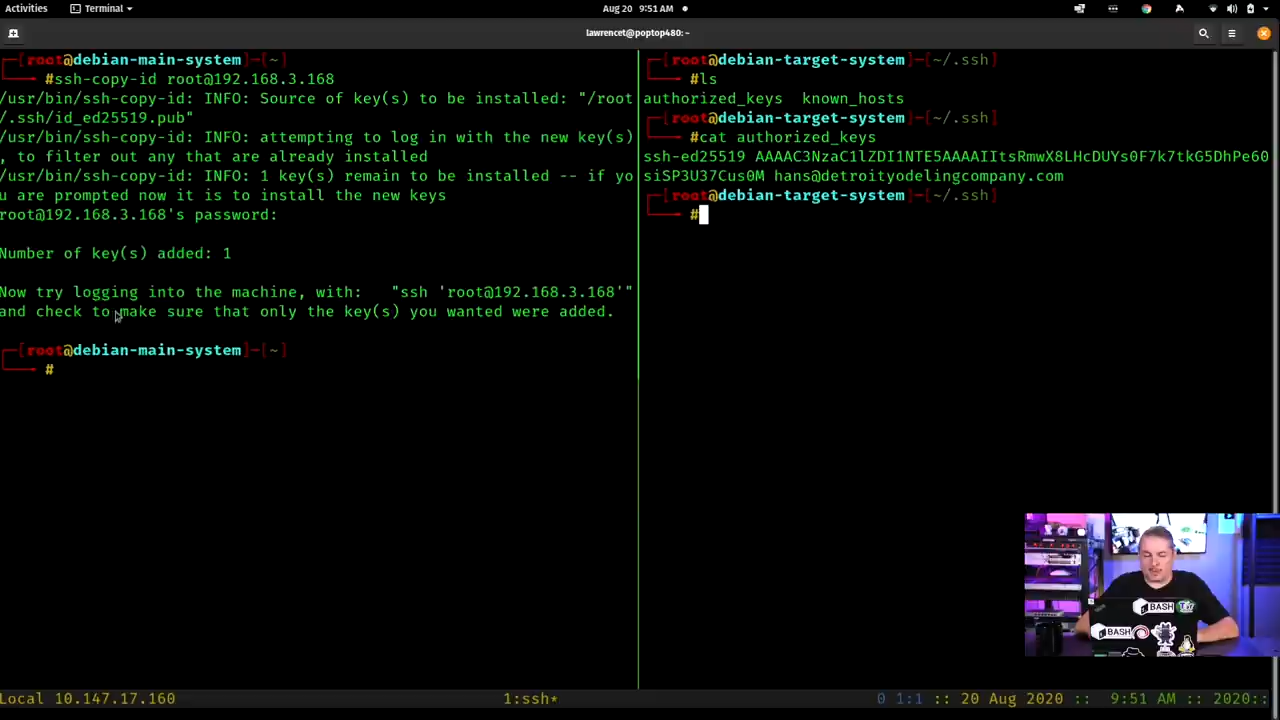 Activities
Terminal
Aug 20 9:51 AM
lawrencet@poptop480: ~
[root@debian-main-system]-[~]
#ssh-copy-id root@192.168.3.168
/usr/bin/ssh-copy-id: INFO: Source of key(s) to be installed: "/root
/.ssh/id_ed25519.pub"
/usr/bin/ssh-copy-id: INFO: attempting to log in with the new key(s)
, to filter out any that are already installed
/usr/bin/ssh-copy-id: INFO: 1 key(s) remain to be installed -- if yo
u are prompted now it is to install the new keys
root@192.168.3.168's password:
Number of key(s) added: 1
Now try logging into the machine, with:   "ssh 'root@192.168.3.168'"
and check to make sure that only the key(s) you wanted were added.
[root@debian-main-system]-[~]
#
[root@debian-target-system]-[~/.ssh]
#ls
authorized_keys  known_hosts
[root@debian-target-system]-[~/.ssh]
#cat authorized_keys
ssh-ed25519 AAAAC3NzaC1lZDI1NTE5AAAAIItsRmwX8LHcDUYs0F7k7tkG5DhPe60
siSP3U37Cus0M hans@detroityodelingcompany.com
[root@debian-target-system]-[~/.ssh]
#
BASH
BASH
Local 10.147.17.160
1:ssh*
0 1:1 :: 20 Aug 2020 :: 9:51 AM :: 2020::